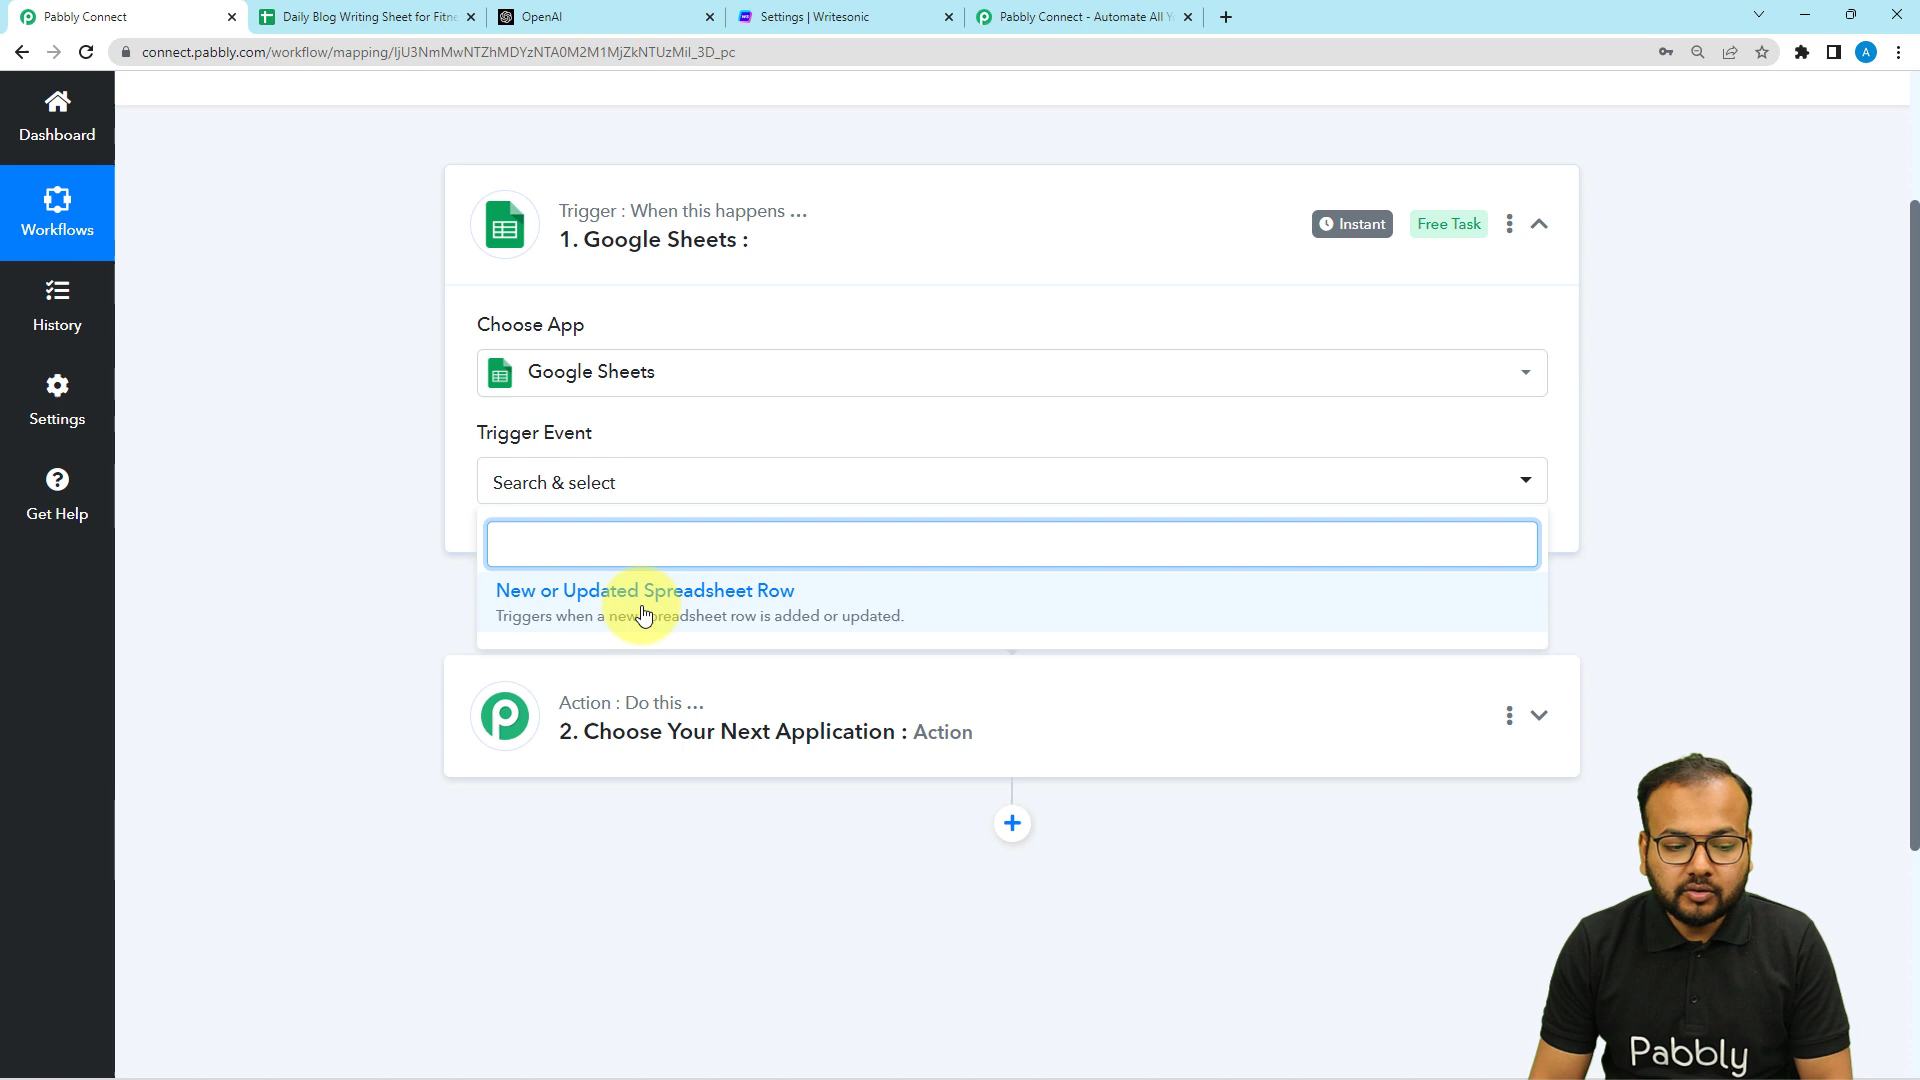 Pabbly Connect
Daily Blog Writing Sheet for Fitne
OpenAI
Settings | Writesonic
Pabbly Connect - Automate All Y
connect.pabbly.com/workflow/mapping/IjU3NmMwNTZhMDYzNTA0M2M1MjZkNTUzMiI_3D_pc
A
Dashboard
Workflows
History
Settings
Get Help
Trigger : When this happens ...
1. Google Sheets :
Instant
Free Task
Choose App
Google Sheets
Trigger Event
Search & select
New or Updated Spreadsheet Row
Triggers when a new spreadsheet row is added or updated.
Action : Do this ...
2. Choose Your Next Application : Action
Pabbly